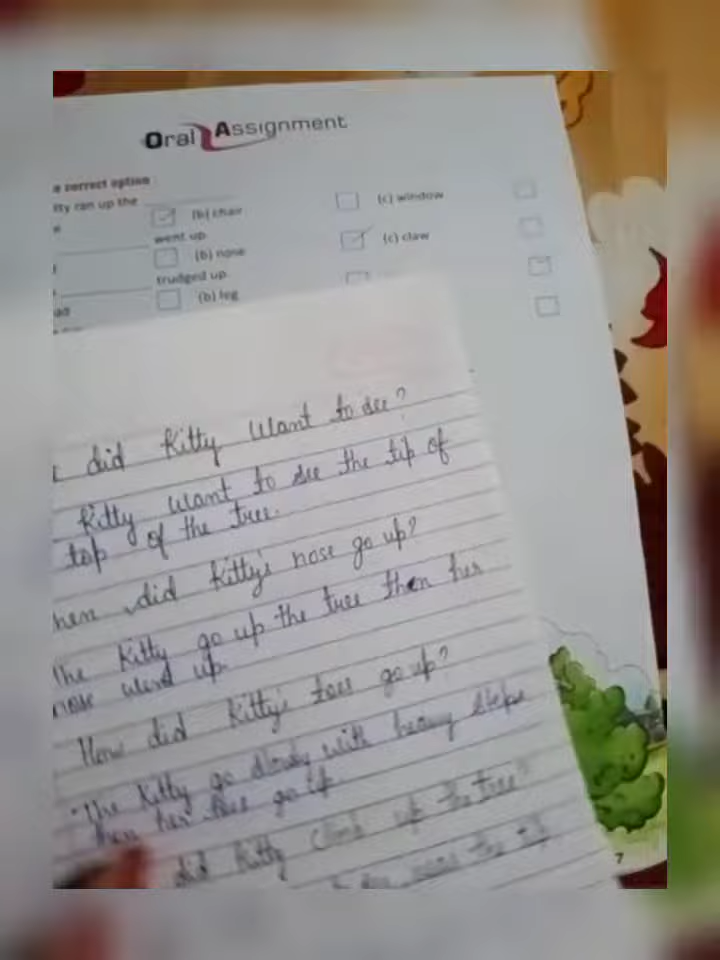 Oral Assignment
correct option
ran up the
(b) chair
(c) window
went up
(b) nose
(c) claw
trudged up
(b) leg
did Kitty want to see?
Kitty want to see the tip of
top of the tree.
did Kitty's nose go up?
The Kitty go up the tree then her
nose went up.
How did Kitty's toes go up?
The Kitty go slowly with heavy steps
then her toes go up
did Kitty climb up the tree?
7